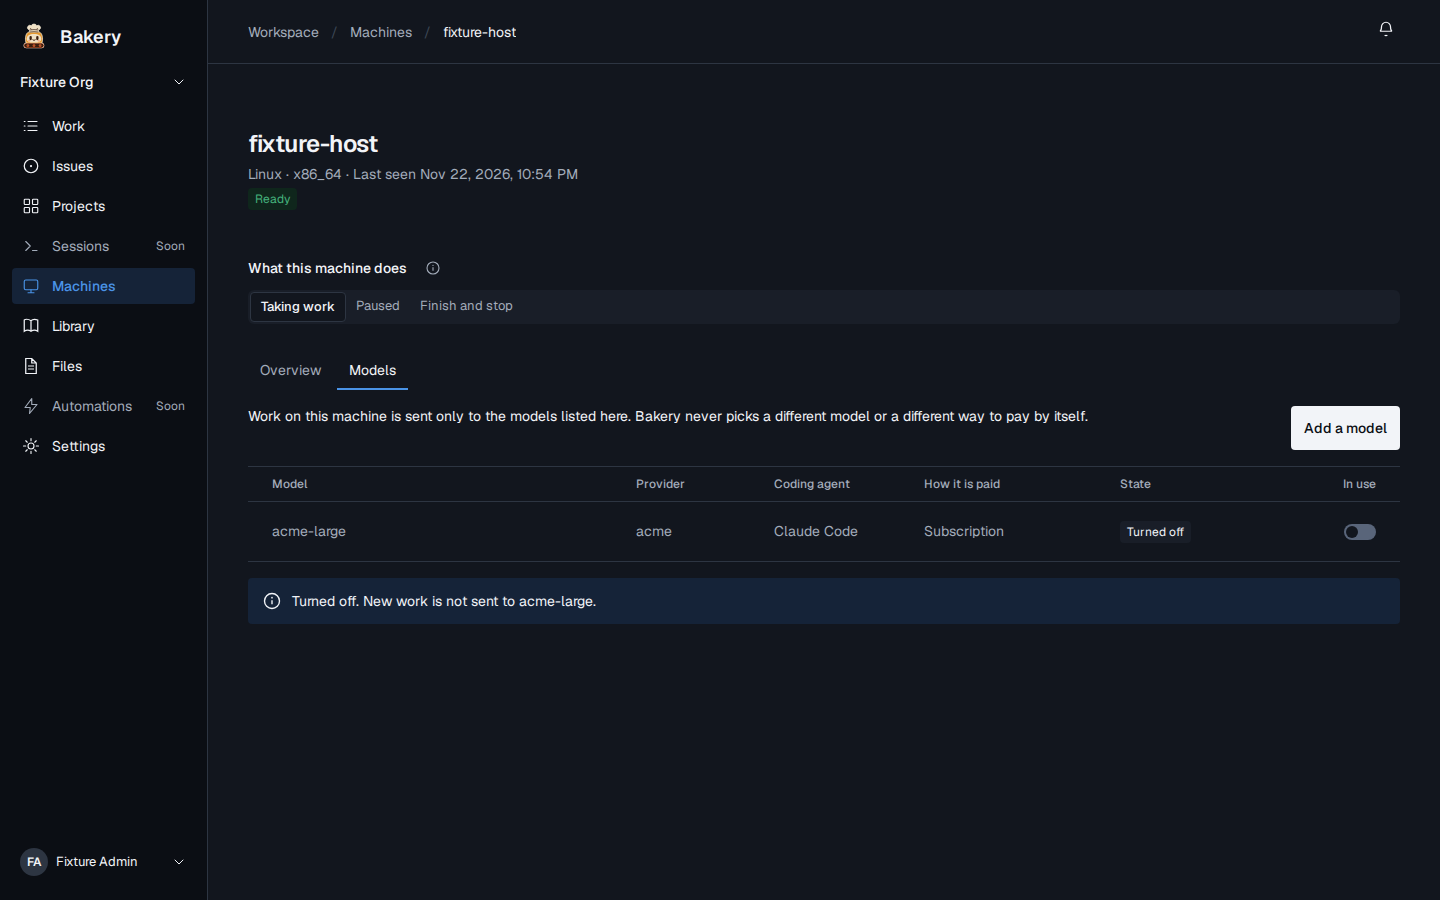 Bakery
Fixture Org
Work
Issues
Projects
Sessions Soon
Machines
Library
Files
Automations Soon
Settings
FA Fixture Admin
Workspace / Machines / fixture-host
fixture-host
Linux · x86_64 · Last seen Nov 22, 2026, 10:54 PM
Ready
What this machine does
Taking work Paused Finish and stop
Overview Models
Work on this machine is sent only to the models listed here. Bakery never picks a different model or a different way to pay by itself.
Add a model
Model Provider Coding agent How it is paid State In use
acme-large acme Claude Code Subscription Turned off
Turned off. New work is not sent to acme-large.